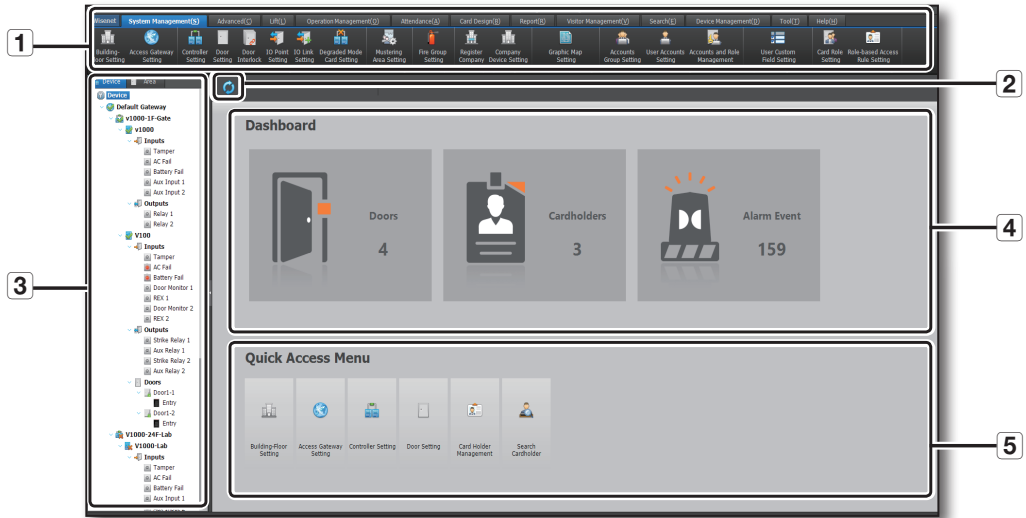 Wisenet System Management(S) Advanced(C) Lift(L) Operation Management(O) Attendance(A) Card Design(B) Report(R) Visitor Management(V) Search(E) Device Management(D) Tool(T) Help(H)
Building-
oor Setting
Access Gateway
Setting
Controller
Setting
Door
Setting
Door
Interlock
IO Point
Setting
IO Link
Setting
Degraded Mode
Card Setting
Mustering
Area Setting
Fire Group
Setting
Register
Company
Company
Device Setting
Graphic Map
Setting
Accounts
Group Setting
User Accounts
Setting
Accounts and Role
Management
User Custom
Field Setting
Card Role
Setting
Role-based Access
Rule Setting
1
2
3
4
5
Device Area
Device
Default Gateway
v1000-1F-Gate
v1000
Inputs
Tamper
AC Fail
Battery Fail
Aux Input 1
Aux Input 2
Outputs
Relay 1
Relay 2
V100
Inputs
Tamper
AC Fail
Battery Fail
Door Monitor 1
REX 1
Door Monitor 2
REX 2
Outputs
Strike Relay 1
Aux Relay 1
Strike Relay 2
Aux Relay 2
Doors
Door1-1
Entry
Door1-2
Entry
V1000-24F-Lab
V1000-Lab
Inputs
Tamper
AC Fail
Battery Fail
Aux Input 1
Dashboard
Doors
4
Cardholders
3
Alarm Event
159
Quick Access Menu
Building-Floor
Setting
Access Gateway
Setting
Controller Setting
Door Setting
Card Holder
Management
Search
Cardholder